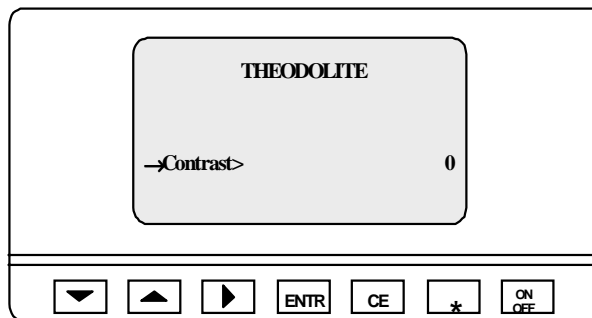 THEODOLITE
→Contrast> 0
ENTR CE * ON OFF